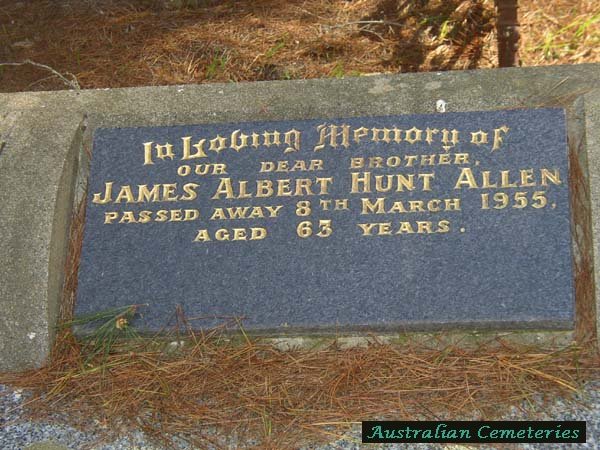 In Loving Memory of
OUR DEAR BROTHER,
JAMES ALBERT HUNT ALLEN
PASSED AWAY 8TH MARCH 1955,
AGED 63 YEARS.
Australian Cemeteries